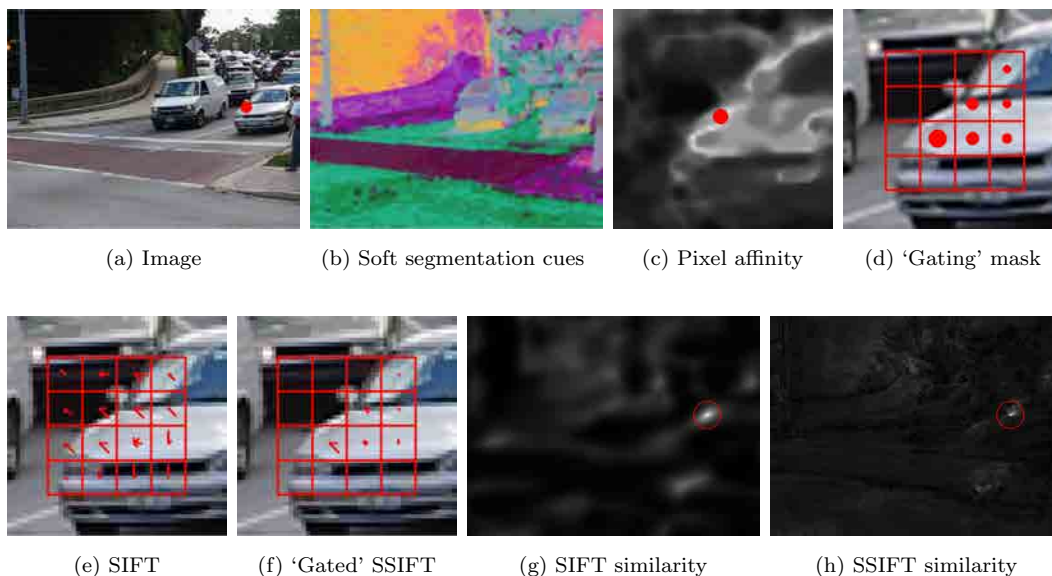 (a) Image
(b) Soft segmentation cues
(c) Pixel affinity
(d) ‘Gating’ mask
(e) SIFT
(f) ‘Gated’ SSIFT
(g) SIFT similarity
(h) SSIFT similarity